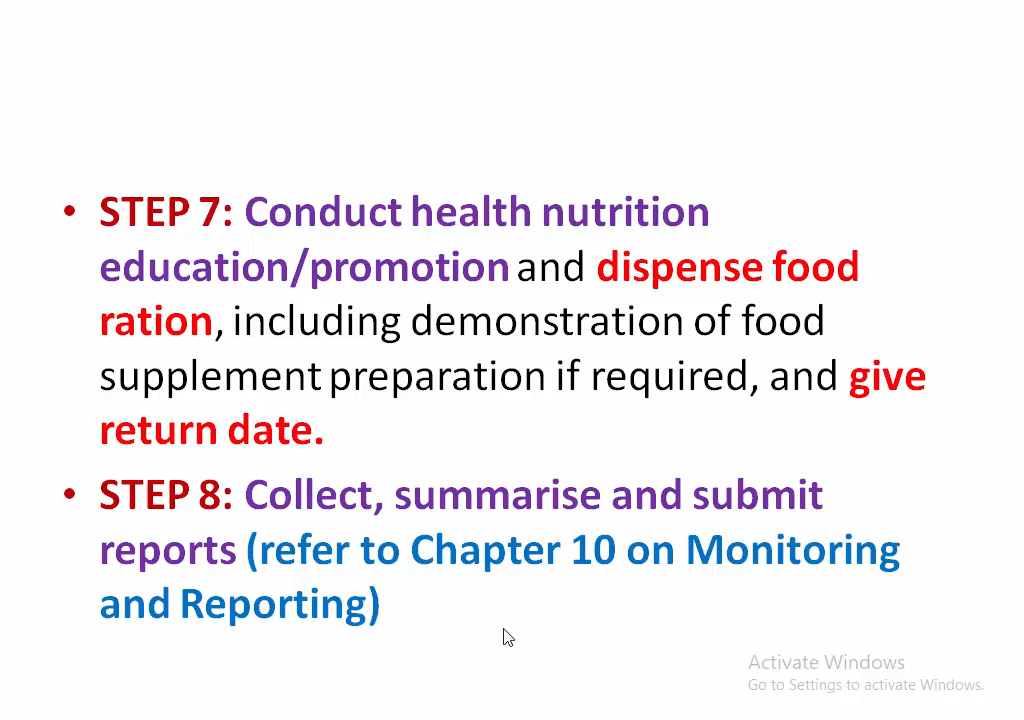 • STEP 7: Conduct health nutrition
education/promotion and dispense food
ration, including demonstration of food
supplement preparation if required, and give
return date.
• STEP 8: Collect, summarise and submit
reports (refer to Chapter 10 on Monitoring
and Reporting)
Activate Windows
Go to Settings to activate Windows.